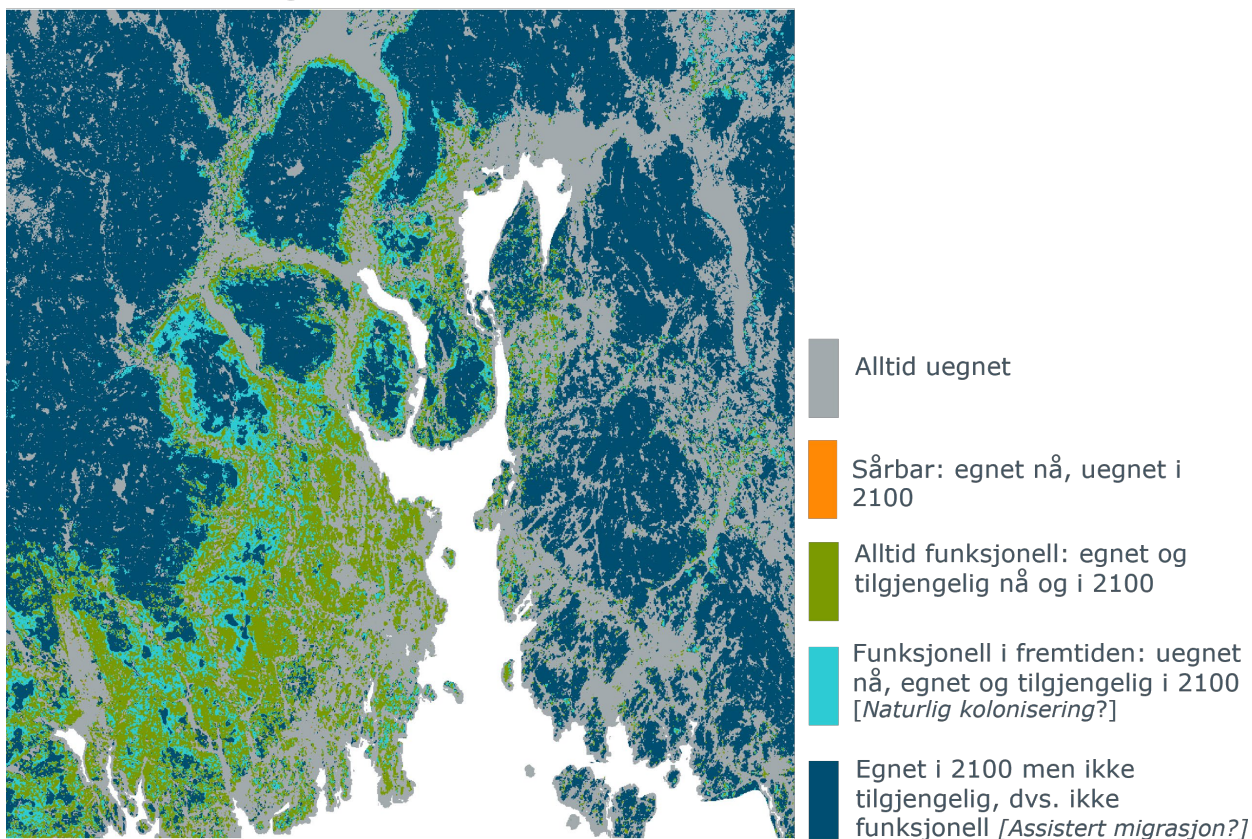 Alltid uegnet
Sårbar: egnet nå, uegnet i
2100
Alltid funksjonell: egnet og
tilgjengelig nå og i 2100
Funksjonell i fremtiden: uegnet
nå, egnet og tilgjengelig i 2100
[Naturlig kolonisering?]
Egnet i 2100 men ikke
tilgjengelig, dvs. ikke
funksjonell [Assistert migrasjon?]